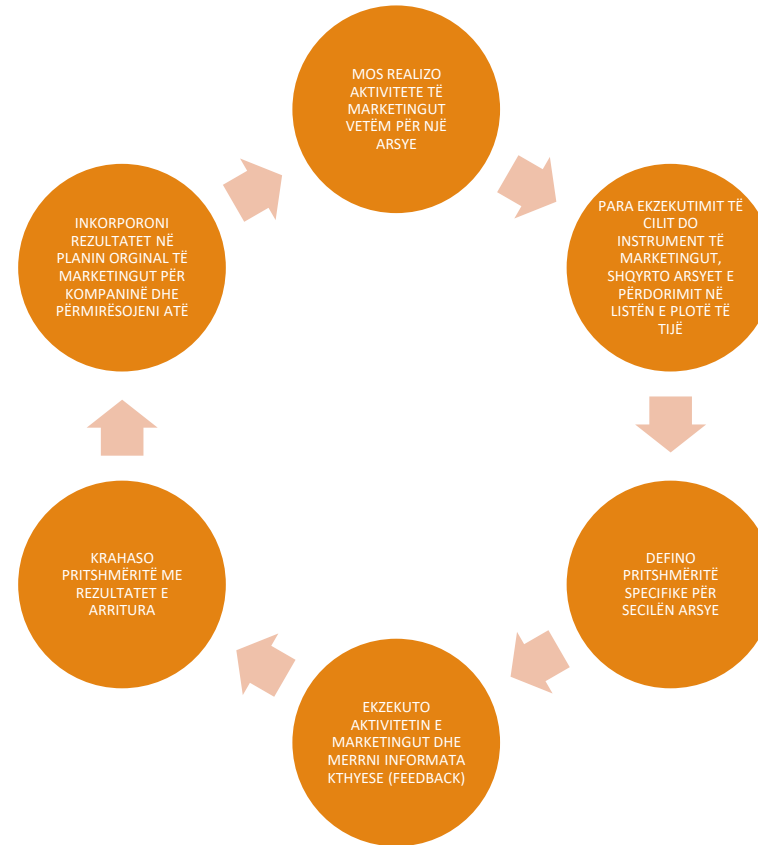 MOS REALIZO
AKTIVITETE TË
MARKETINGUT
VETËM PËR NJË
ARSYE
PARA EKZEKUTIMIT TË
CILIT DO
INSTRUMENT TË
MARKETINGUT,
SHQYRTO ARSYET E
PËRDORIMIT NË
LISTËN E PLOTË TË
TIJË
DEFINO
PRITSHMËRITË
SPECIFIKE PËR
SECILËN ARSYE
EKZEKUTO
AKTIVITETIN E
MARKETINGUT DHE
MERRNI INFORMATA
KTHYESE (FEEDBACK)
KRAHASO
PRITSHMËRITË ME
REZULTATET E
ARRITURA
INKORPORONI
REZULTATET NË
PLANIN ORGINAL TË
MARKETINGUT PËR
KOMPANINË DHE
PËRMIRËSOJENI ATË